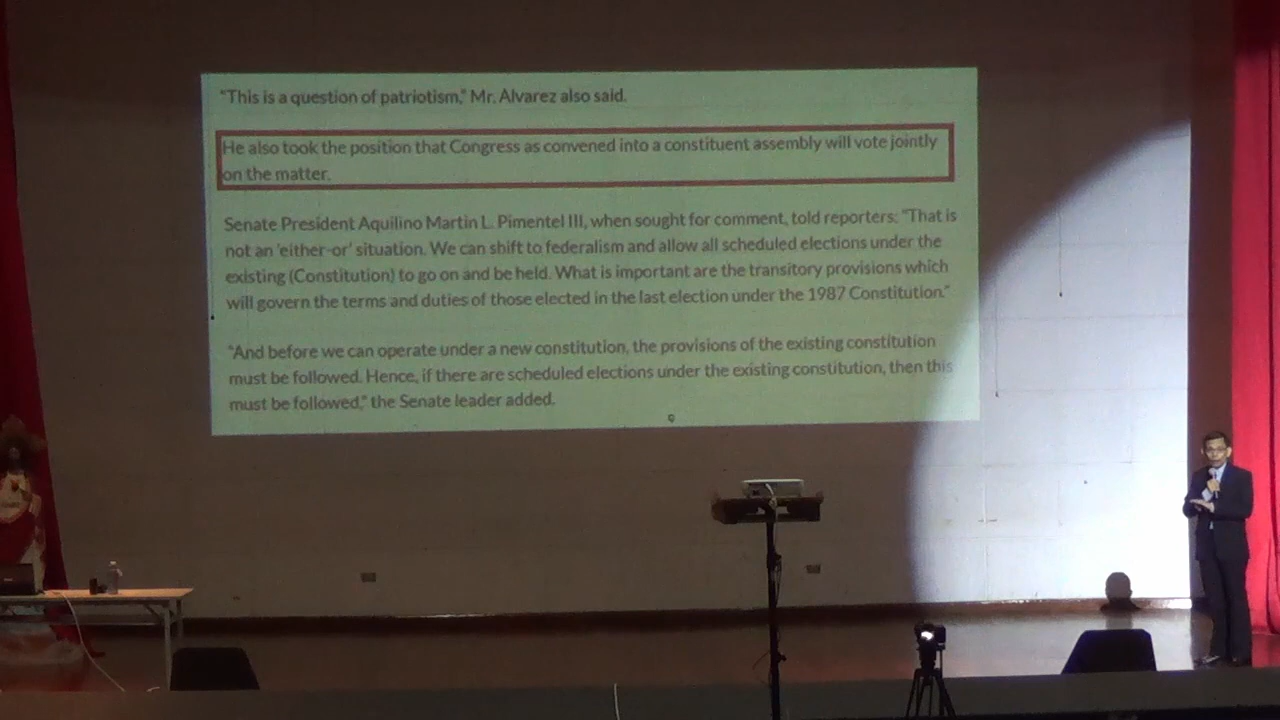 “This is a question of patriotism,” Mr. Alvarez also said.
He also took the position that Congress as convened into a constituent assembly will vote jointly
on the matter.
Senate President Aquilino Martin L. Pimentel III, when sought for comment, told reporters: “That is
not an ‘either-or’ situation. We can shift to federalism and allow all scheduled elections under the
existing (Constitution) to go on and be held. What is important are the transitory provisions which
will govern the terms and duties of those elected in the last election under the 1987 Constitution.”
“And before we can operate under a new constitution, the provisions of the existing constitution
must be followed. Hence, if there are scheduled elections under the existing constitution, then this
must be followed,” the Senate leader added.